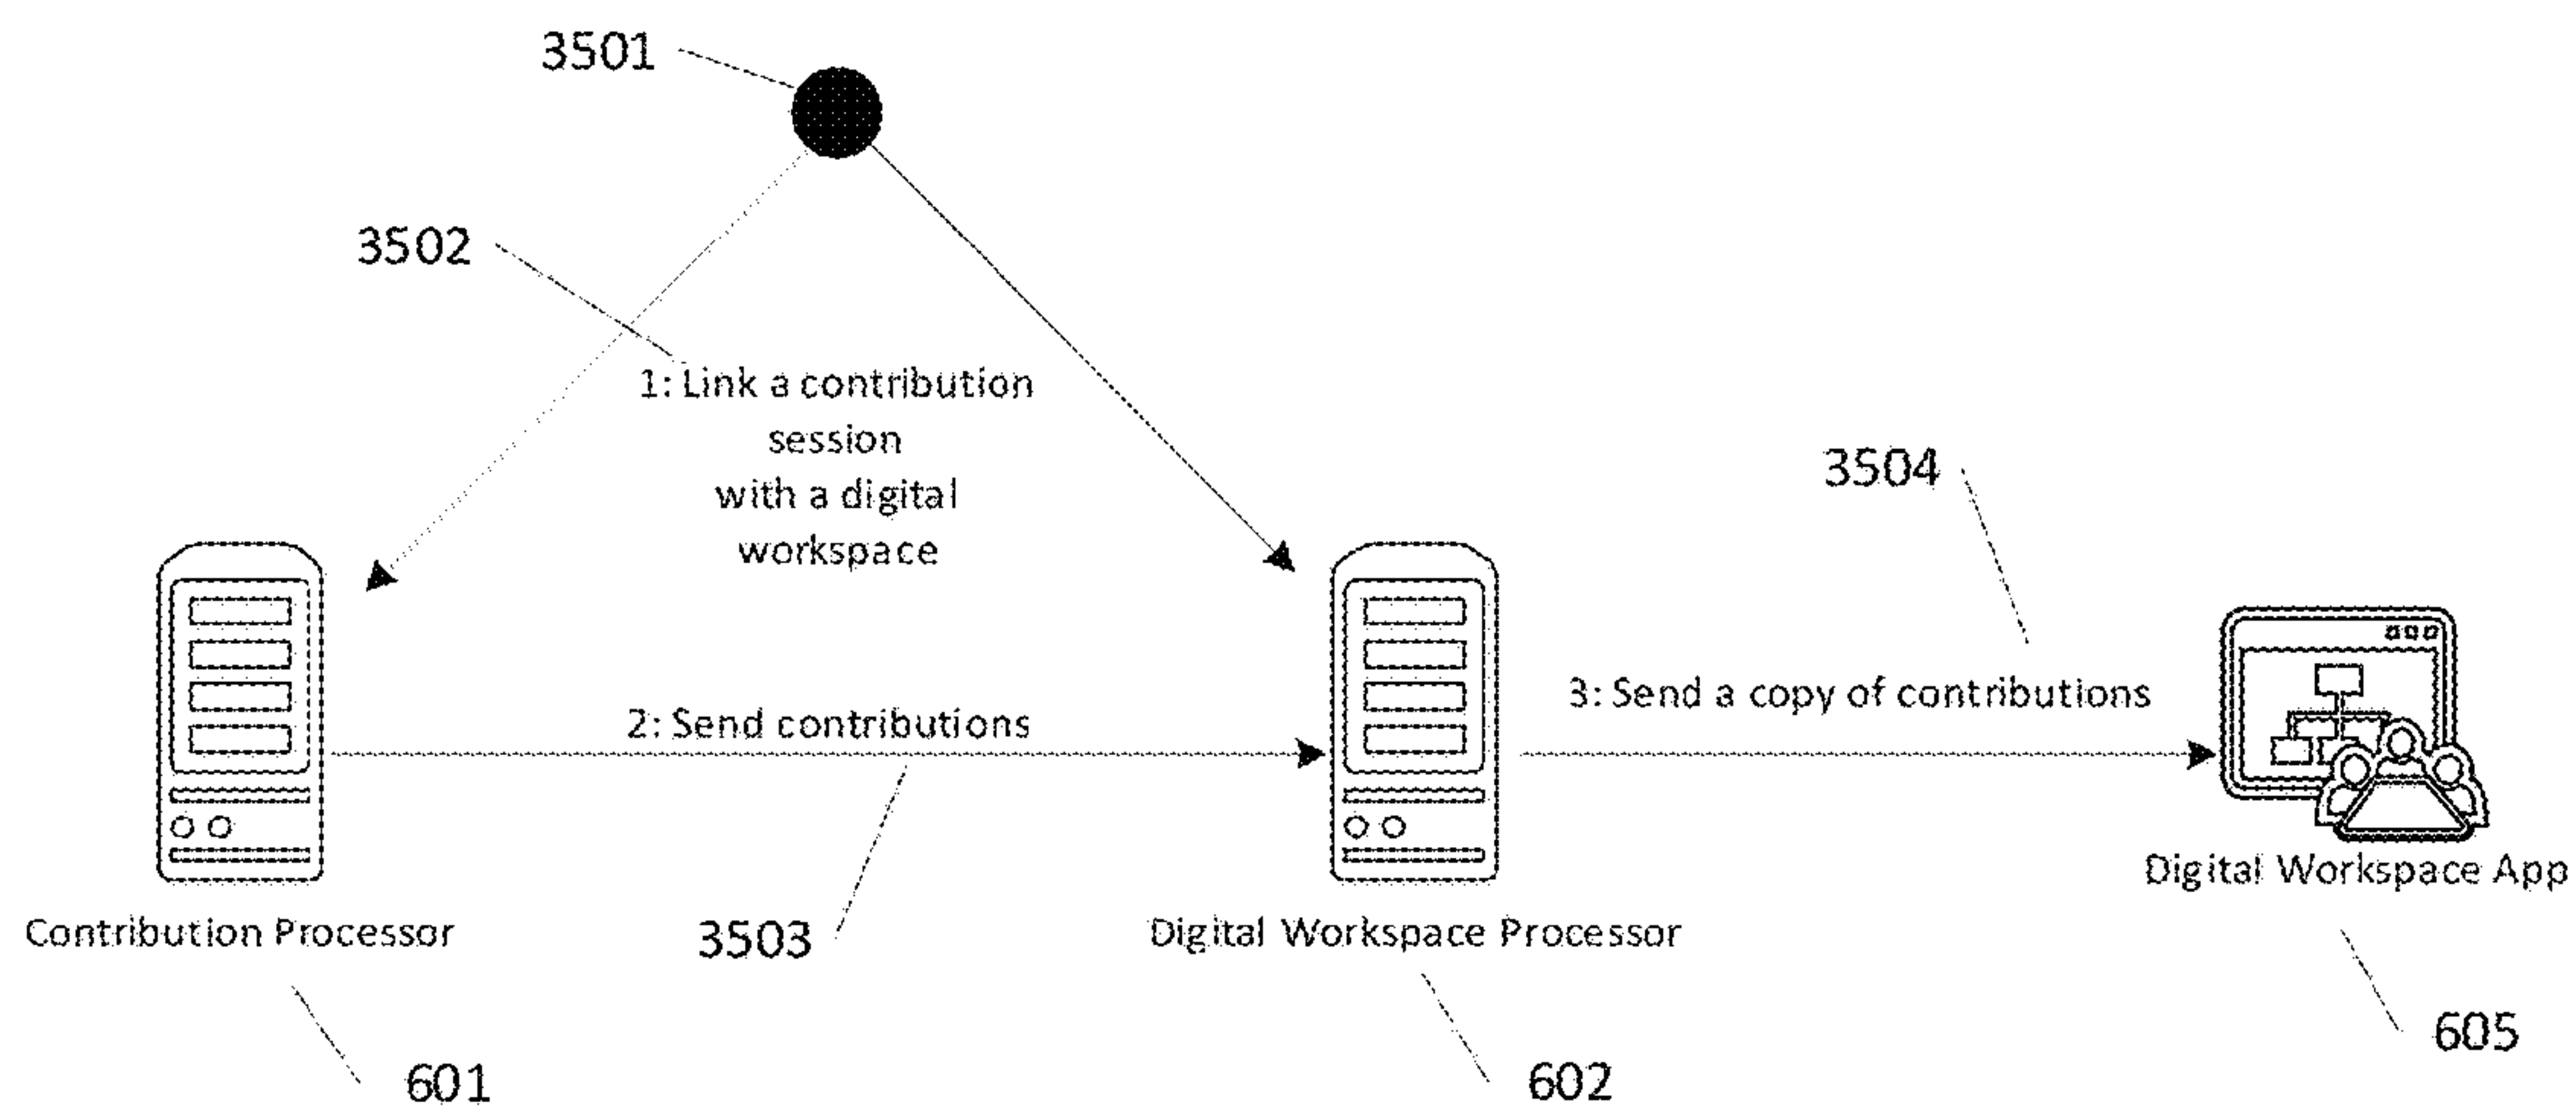 3501
3502
1: Link a contribution
session
with a digital
workspace
3504
3: Send a copy of contributions
2: Send contributions
Digital Workspace App
Contribution Processor
3503
Digital Workspace Processor
605
601
602